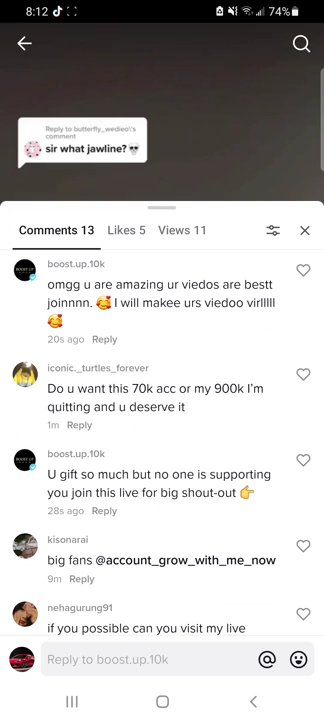 8:12
74%
Reply to butterfly_wedieo\'s
comment
sir what jawline?💀
Comments 13 Likes 5 Views 11
boost.up.10k
omgg u are amazing ur viedos are bestt
joinnnn. 🥰 I will makee urs viedoo virlllll
🥰
20s ago Reply
iconic._turtles_forever
Do u want this 70k acc or my 900k I'm
quitting and u deserve it
1m Reply
boost.up.10k
U gift so much but no one is supporting
you join this live for big shout-out 👉
28s ago Reply
kisonarai
big fans @account_grow_with_me_now
9m Reply
nehagurung91
if you possible can you visit my live
Reply to boost.up.10k